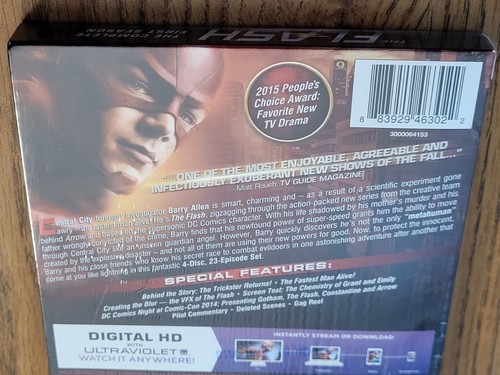 THE
FLASH
THE COMPLETE
FIRST SEASON
2015 People's
Choice Award:
Favorite New
TV Drama
8 83929 46302 2
3000064153
"... ONE OF THE MOST ENJOYABLE, AGREEABLE AND
INFECTIOUSLY EXUBERANT NEW SHOWS OF THE FALL..."
- Matt Roush, TV GUIDE MAGAZINE
Central City forensic investigator Barry Allen is smart, charming and — as a result of a scientific experiment gone
awry — the fastest man alive! He's The Flash, zigzagging through the action-packed new series from the creative team
behind Arrow and based on the hypersonic DC Comics character. With his life shadowed by his mother's murder and his
father wrongly convicted of the crime, Barry finds that his newfound power of super-speed grants him the ability to move
through Central City like an unseen guardian angel. However, Barry quickly discovers he's not the only "metahuman"
created by the explosive disaster – and not all of them are using their new powers for good. Now, to protect the innocent,
Barry and his close friends who know his secret race to combat evildoers in one astonishing adventure after another that
come at you like lightning in this fantastic 4-Disc, 23-Episode Set.
SPECIAL FEATURES:
Behind the Story: The Trickster Returns! • The Fastest Man Alive!
Creating the Blur — the VFX of The Flash • Screen Test: The Chemistry of Grant and Emily
DC Comics Night at Comic-Con 2014: Presenting Gotham, The Flash, Constantine and Arrow
Pilot Commentary • Deleted Scenes • Gag Reel
DIGITAL HD
WITH
ULTRAVIOLET
WATCH IT ANYWHERE!
INSTANTLY STREAM OR DOWNLOAD